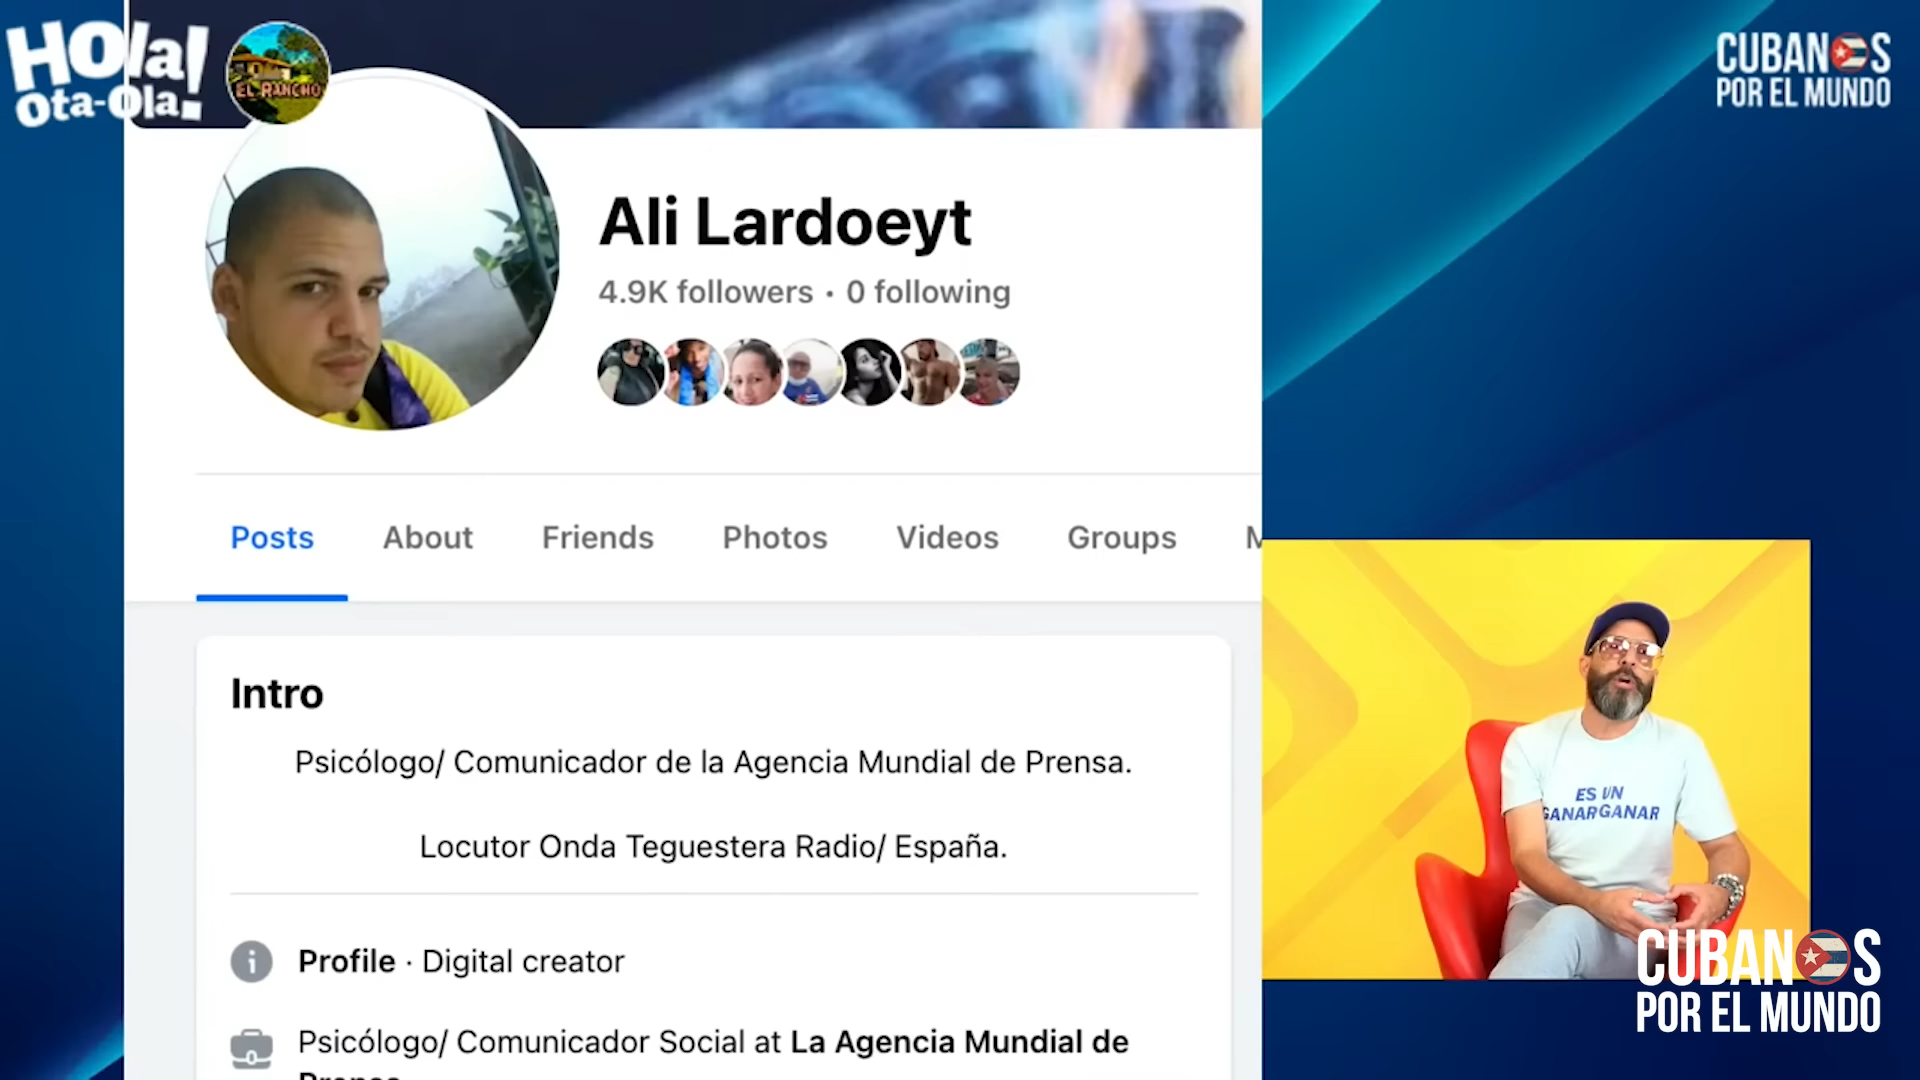 Hola!
Ota-Ola!
EL RANCHO
CUBANOS
POR EL MUNDO
Ali Lardoeyt
4.9K followers · 0 following
Posts
About
Friends
Photos
Videos
Groups
Intro
Psicólogo/ Comunicador de la Agencia Mundial de Prensa.
Locutor Onda Teguestera Radio/ España.
Profile · Digital creator
Psicólogo/ Comunicador Social at La Agencia Mundial de
Prensa
ES UN
GANARGANAR
CUBANOS
POR EL MUNDO